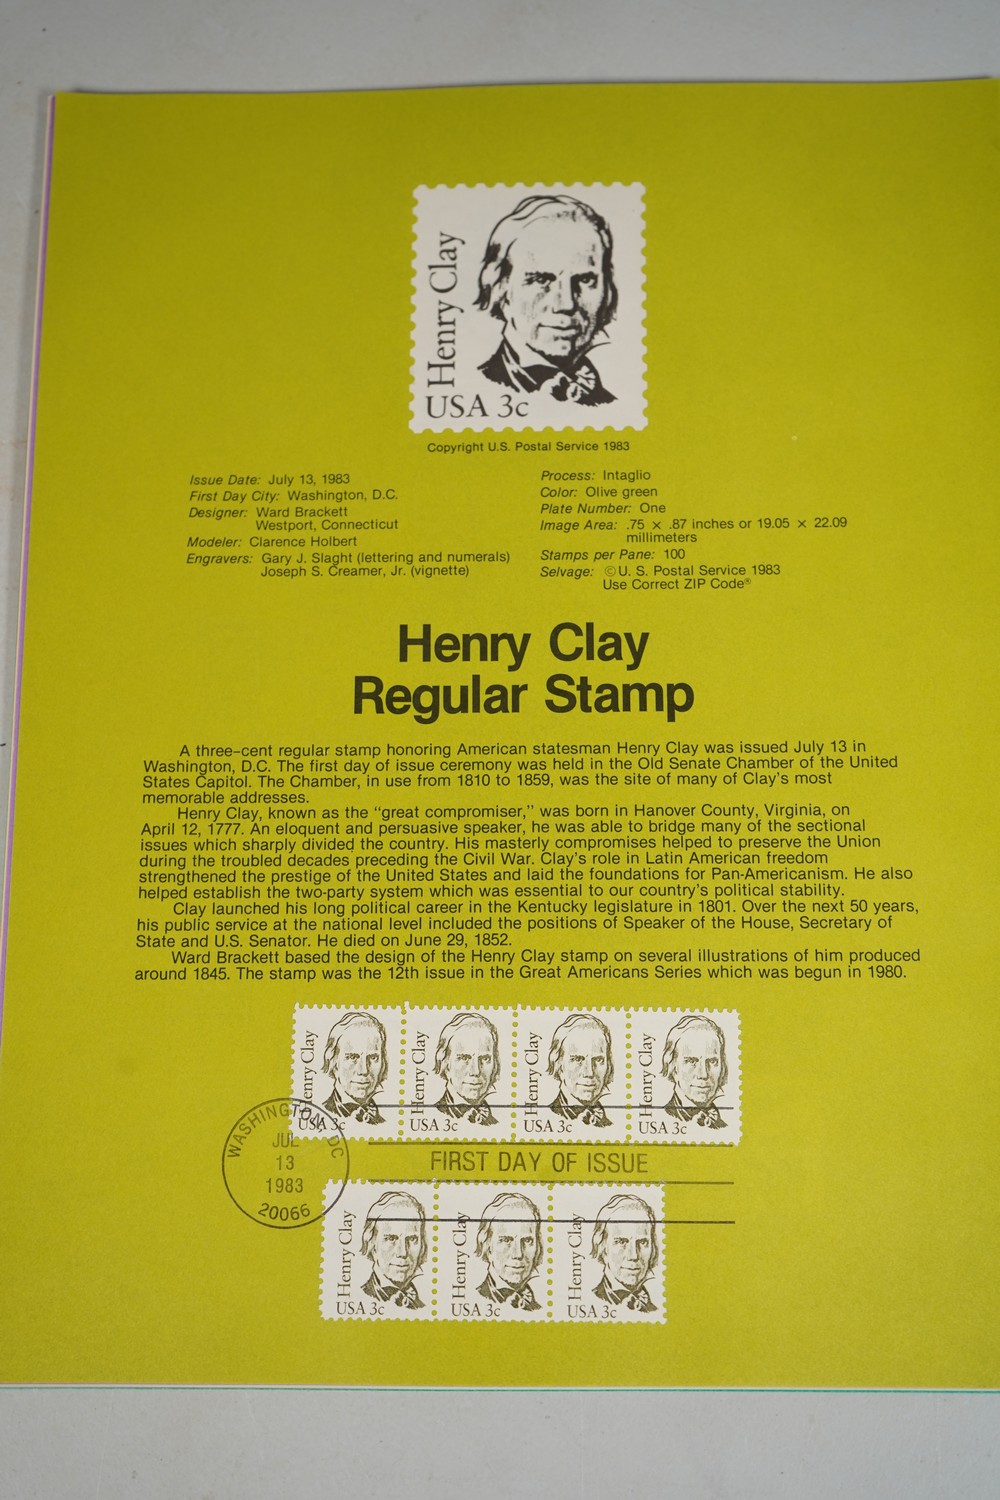 Henry Clay
USA 3c
Copyright U.S. Postal Service 1983
Issue Date: July 13, 1983
First Day City: Washington, D.C.
Designer: Ward Brackett
Westport, Connecticut
Modeler: Clarence Holbert
Engravers: Gary J. Slaght (lettering and numerals)
Joseph S. Creamer, Jr. (vignette)
Process: Intaglio
Color: Olive green
Plate Number: One
Image Area: .75 × .87 inches or 19.05 × 22.09
millimeters
Stamps per Pane: 100
Selvage: ©U. S. Postal Service 1983
Use Correct ZIP Code®
Henry Clay
Regular Stamp
A three-cent regular stamp honoring American statesman Henry Clay was issued July 13 in
Washington, D.C. The first day of issue ceremony was held in the Old Senate Chamber of the United
States Capitol. The Chamber, in use from 1810 to 1859, was the site of many of Clay's most
memorable addresses.
Henry Clay, known as the "great compromiser," was born in Hanover County, Virginia, on
April 12, 1777. An eloquent and persuasive speaker, he was able to bridge many of the sectional
issues which sharply divided the country. His masterly compromises helped to preserve the Union
during the troubled decades preceding the Civil War. Clay's role in Latin American freedom
strengthened the prestige of the United States and laid the foundations for Pan-Americanism. He also
helped establish the two-party system which was essential to our country's political stability.
Clay launched his long political career in the Kentucky legislature in 1801. Over the next 50 years,
his public service at the national level included the positions of Speaker of the House, Secretary of
State and U.S. Senator. He died on June 29, 1852.
Ward Brackett based the design of the Henry Clay stamp on several illustrations of him produced
around 1845. The stamp was the 12th issue in the Great Americans Series which was begun in 1980.
Henry Clay
USA 3c
Henry Clay
USA 3c
Henry Clay
USA 3c
Henry Clay
USA 3c
WASHINGTON, DC
JUL
13
1983
20066
FIRST DAY OF ISSUE
Henry Clay
USA 3c
Henry Clay
USA 3c
Henry Clay
USA 3c